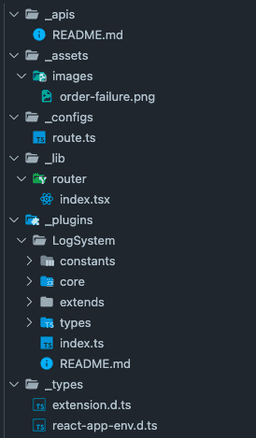 _apis
README.md
_assets
images
order-failure.png
_configs
route.ts
_lib
router
index.tsx
_plugins
LogSystem
constants
core
extends
types
index.ts
README.md
_types
extension.d.ts
react-app-env.d.ts